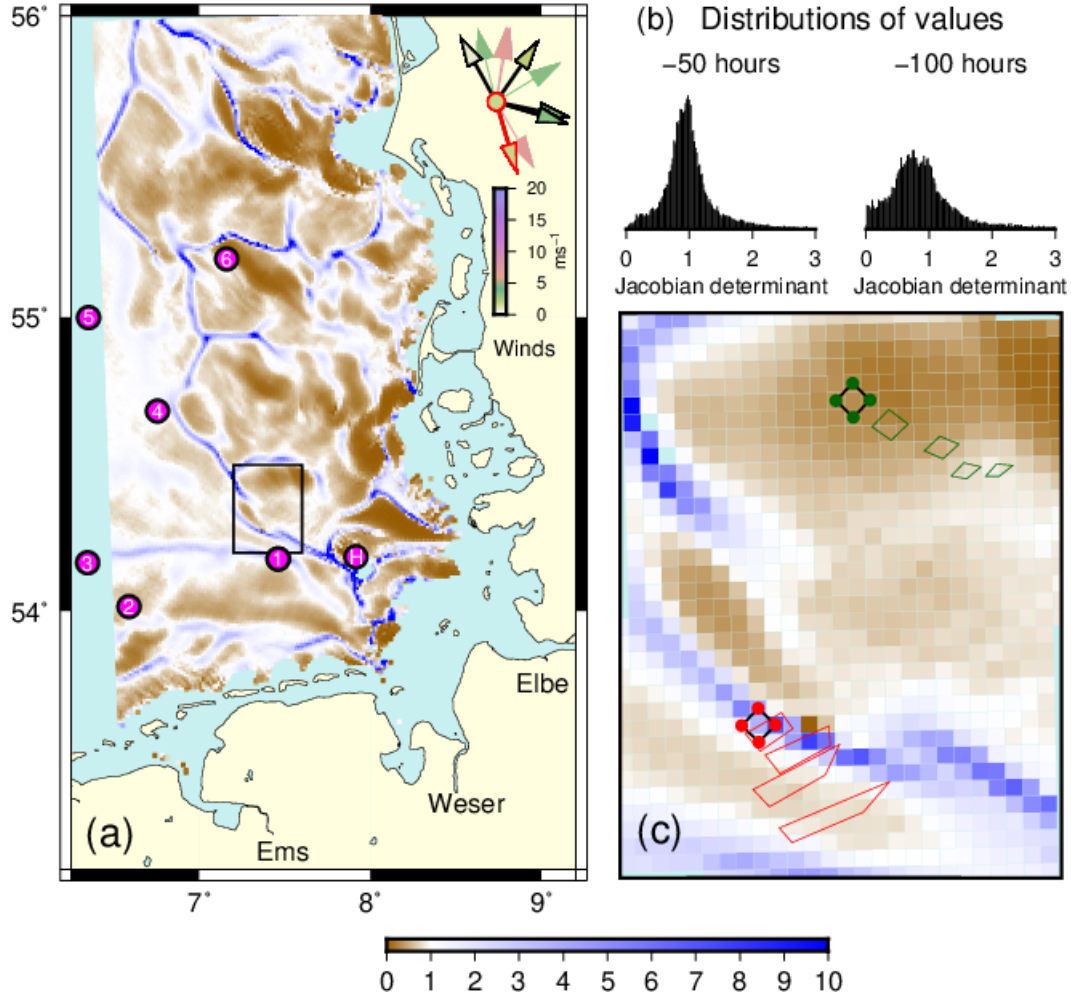 56˚
55˚
54˚
7˚
8˚
9˚
6
5
4
3
2
1
H
20
15
10
5
0
ms⁻¹
Winds
Elbe
Weser
Ems
(a)
(b) Distributions of values
−50 hours
−100 hours
0 1 2 3
0 1 2 3
Jacobian determinant
Jacobian determinant
(c)
0 1 2 3 4 5 6 7 8 9 10